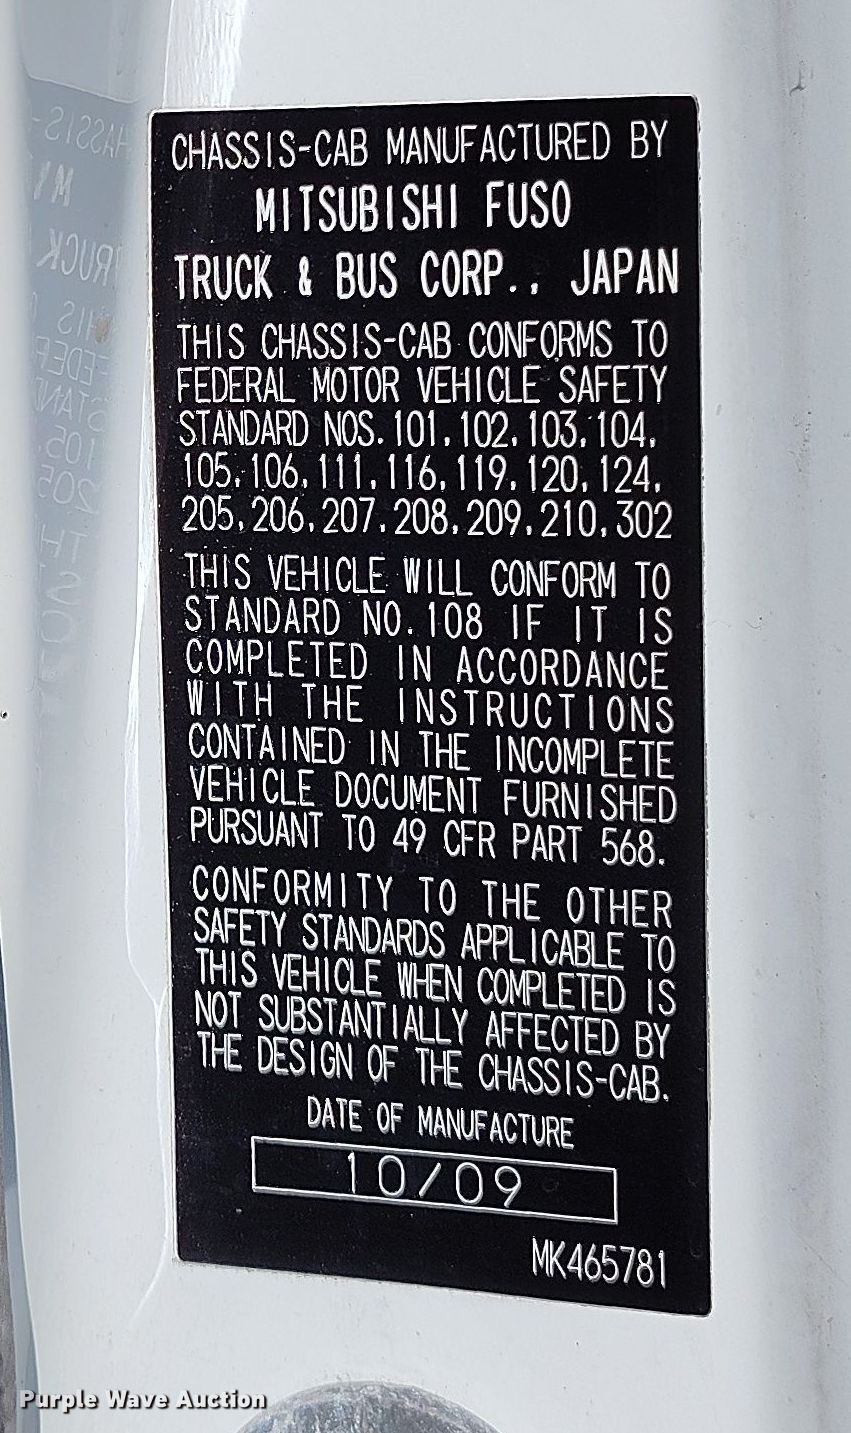 CHASSIS-CAB MANUFACTURED BY
MITSUBISHI FUSO
TRUCK & BUS CORP., JAPAN
THIS CHASSIS-CAB CONFORMS TO
FEDERAL MOTOR VEHICLE SAFETY
STANDARD NOS. 101, 102, 103, 104,
105, 106, 111, 116, 119, 120, 124,
205, 206, 207, 208, 209, 210, 302
THIS VEHICLE WILL CONFORM TO
STANDARD NO. 108 IF IT IS
COMPLETED IN ACCORDANCE
WITH THE INSTRUCTIONS
CONTAINED IN THE INCOMPLETE
VEHICLE DOCUMENT FURNISHED
PURSUANT TO 49 CFR PART 568.
CONFORMITY TO THE OTHER
SAFETY STANDARDS APPLICABLE TO
THIS VEHICLE WHEN COMPLETED IS
NOT SUBSTANTIALLY AFFECTED BY
THE DESIGN OF THE CHASSIS-CAB.
DATE OF MANUFACTURE
10/09
MK465781
Purple Wave Auction